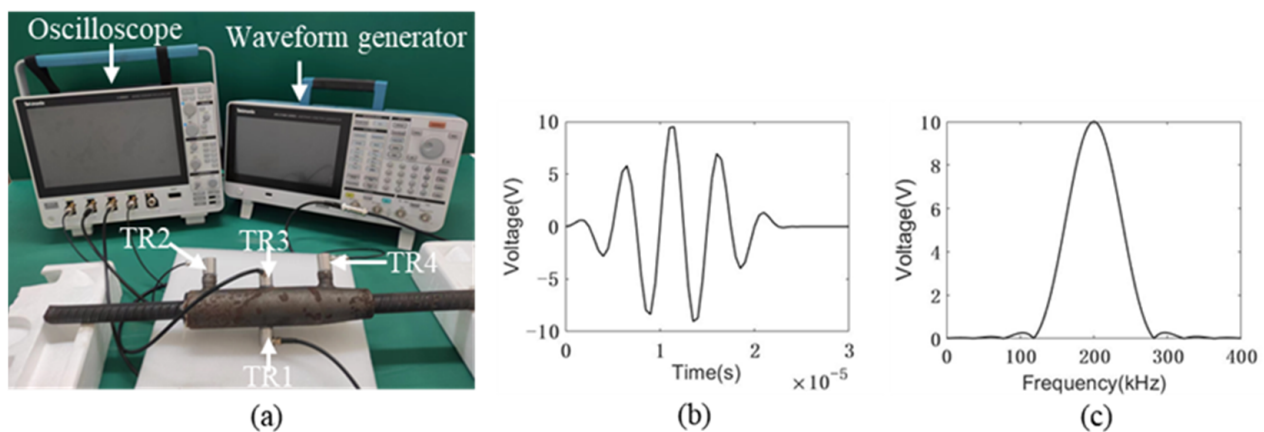 Oscilloscope
Waveform generator
Tektronix
TR2
TR3
TR4
TR1
(a)
10
5
0
−5
−10
Voltage(V)
0
1
2
3
Time(s)
×10⁻⁵
(b)
10
8
6
4
2
0
Voltage(V)
0
100
200
300
400
Frequency(kHz)
(c)